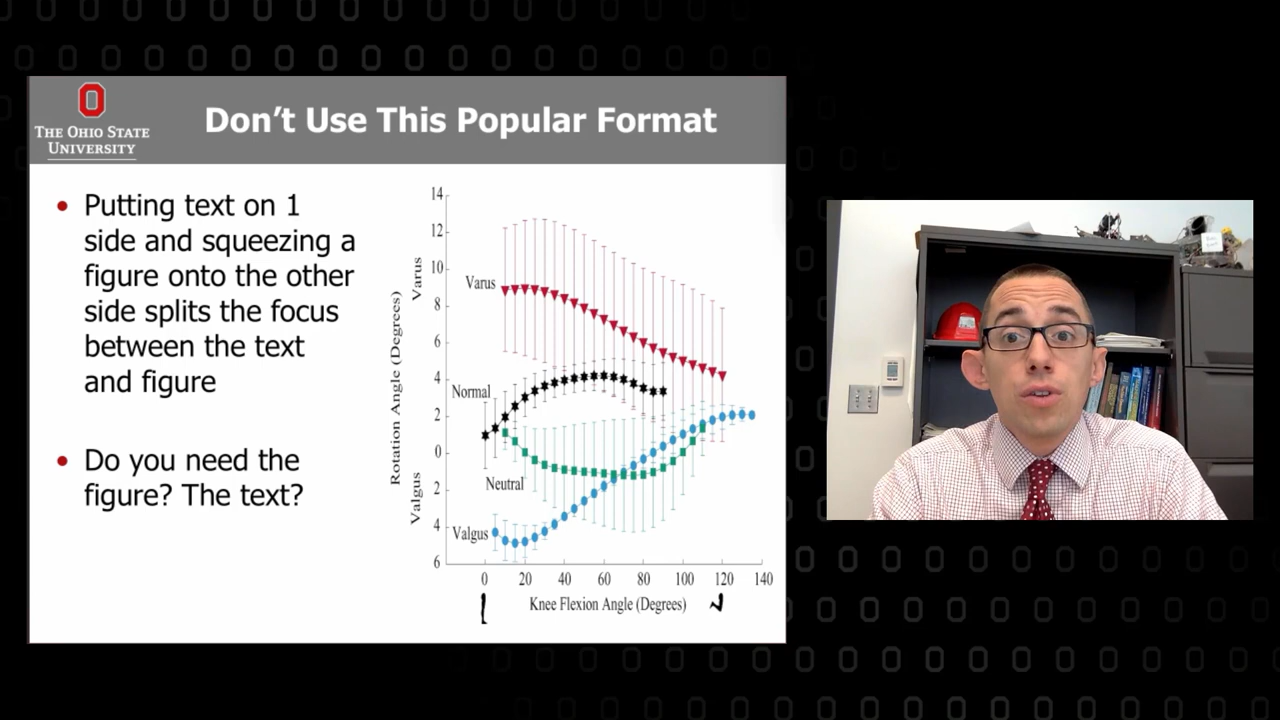 THE OHIO STATE
UNIVERSITY
Don't Use This Popular Format
• Putting text on 1
side and squeezing a
figure onto the other
side splits the focus
between the text
and figure
• Do you need the
figure? The text?
Rotation Angle (Degrees)
Varus
Valgus
14
12
10
8
6
4
2
0
2
4
6
Varus
Normal
Neutral
Valgus
0 20 40 60 80 100 120 140
Knee Flexion Angle (Degrees)